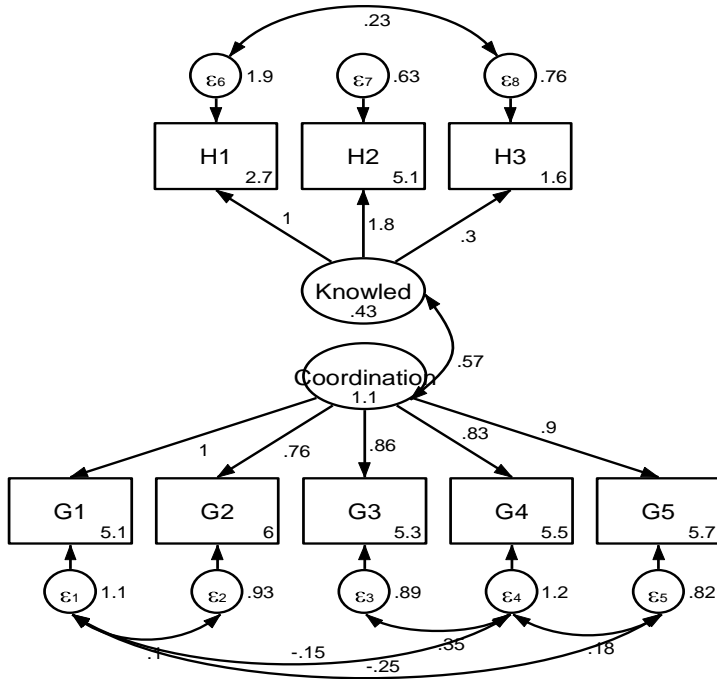 .23
ε6 1.9 ε7 .63 ε8 .76
H1 2.7 H2 5.1 H3 1.6
1 1.8 .3
Knowled
.43
.57
Coordination
1.1
1 .76 .86 .83 .9
G1 5.1 G2 6 G3 5.3 G4 5.5 G5 5.7
ε1 1.1 ε2 .93 ε3 .89 ε4 1.2 ε5 .82
.1 -.15 .35 .18
-.25